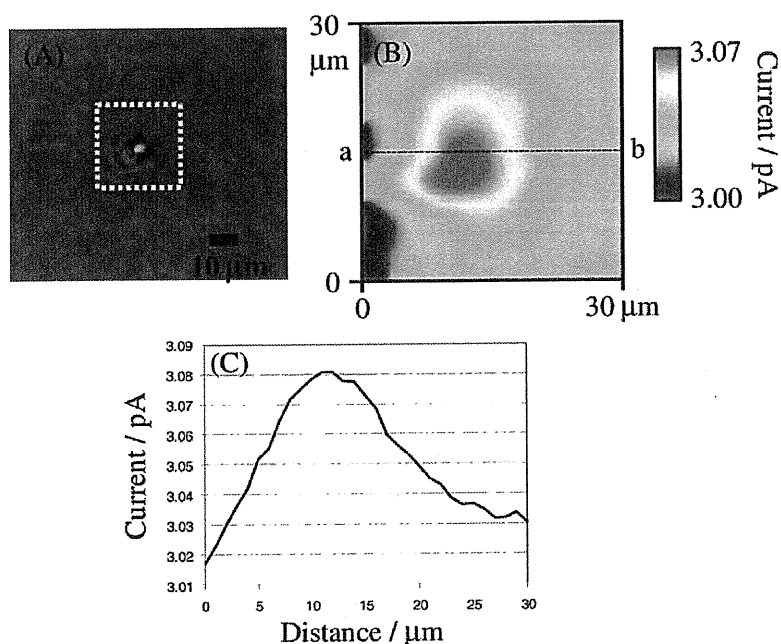 (A)
10 μm
30
μm
(B)
a
b
0
0
30 μm
3.07
3.00
Current / pA
(C)
3.09
3.08
3.07
3.06
3.05
3.04
3.03
3.02
3.01
Current / pA
0
5
10
15
20
25
30
Distance / μm